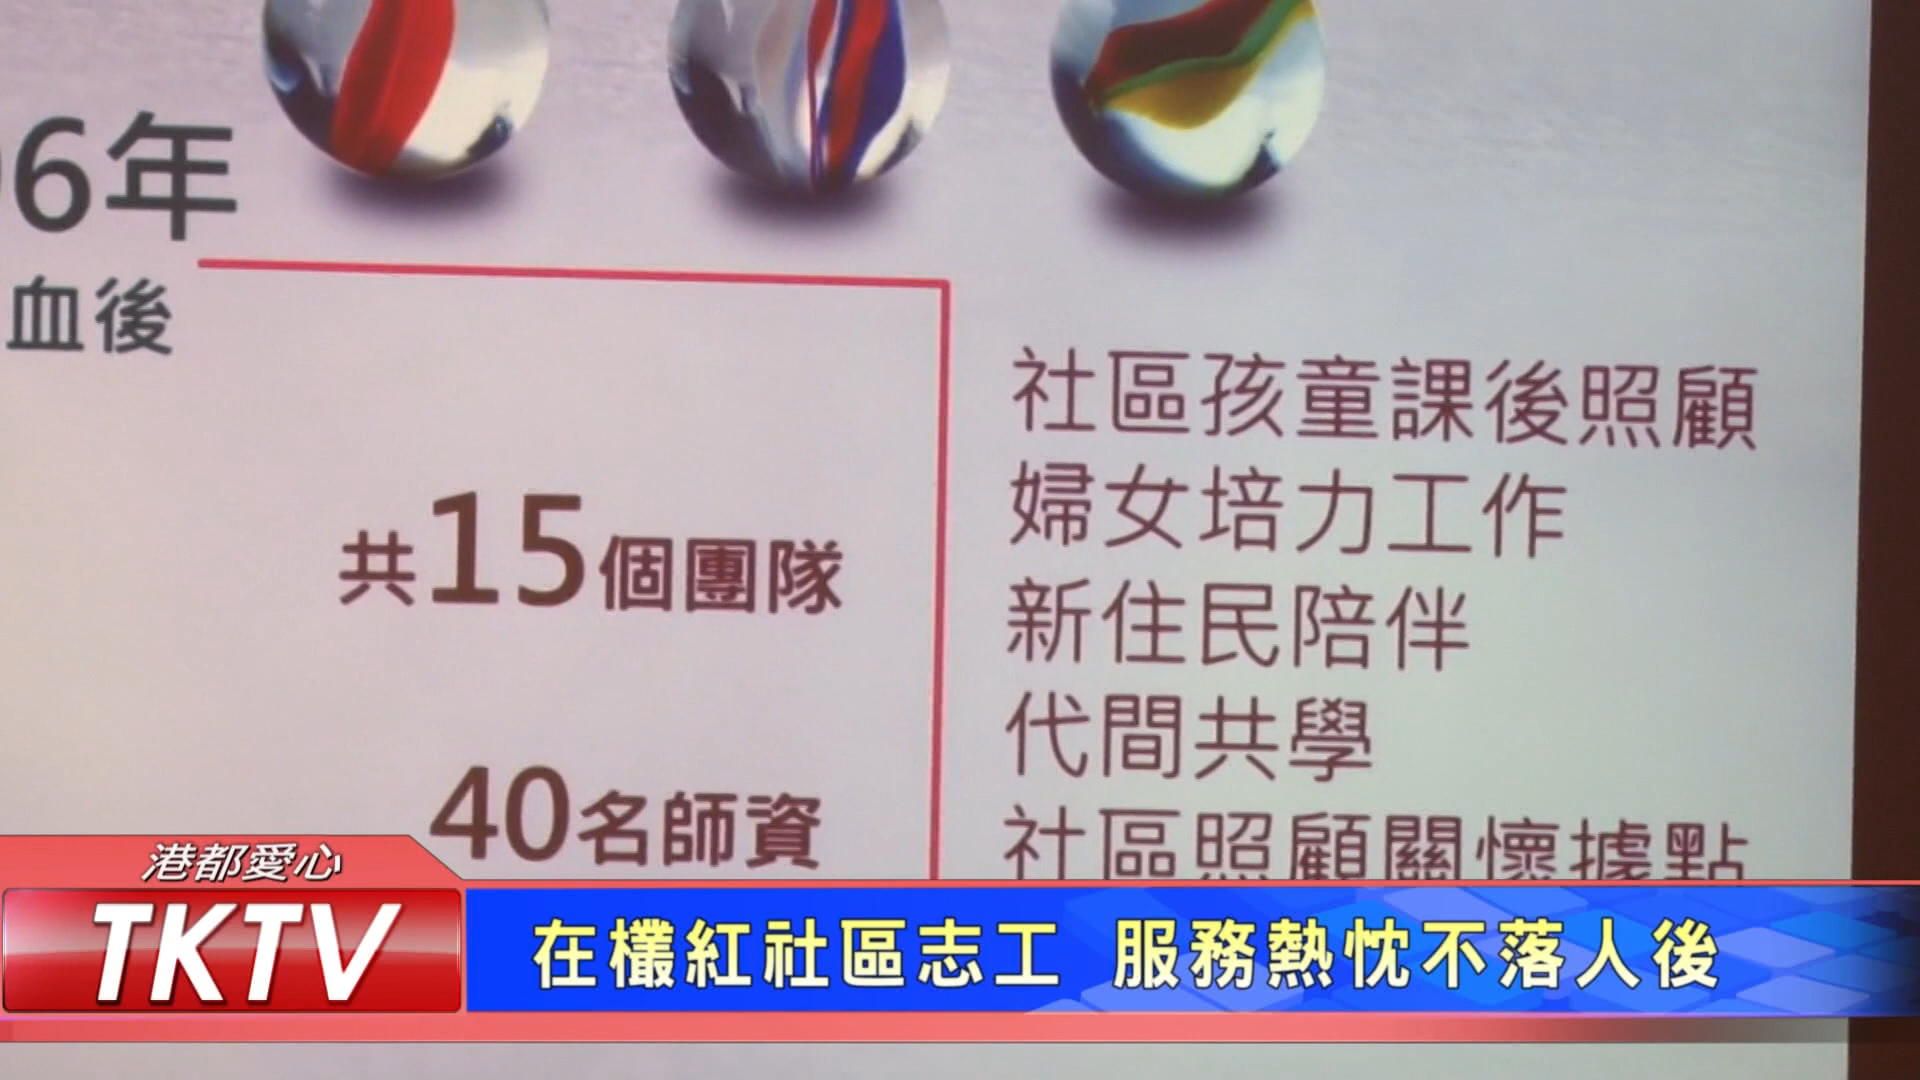 6年
血後
共15個團隊
40名師資
社區孩童課後照顧
婦女培力工作
新住民陪伴
代間共學
社區照顧關懷據點
港都愛心
TKTV
在欉紅社區志工 服務熱忱不落人後